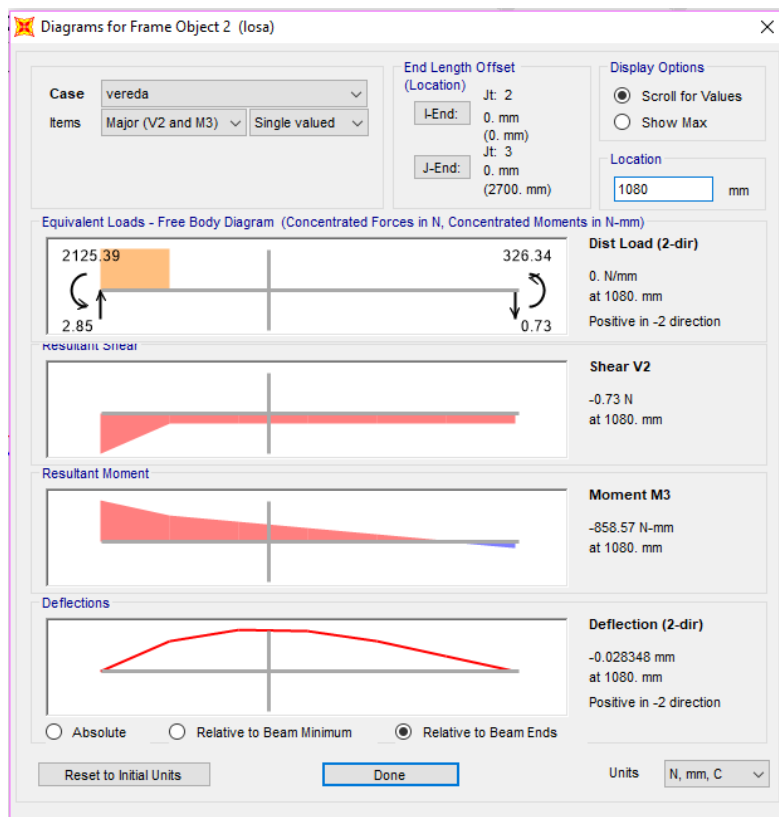 Diagrams for Frame Object 2 (losa)
Case vereda
Items Major (V2 and M3) Single valued
End Length Offset
(Location)
Jt: 2
I-End: 0. mm
(0. mm)
Jt: 3
J-End: 0. mm
(2700. mm)
Display Options
Scroll for Values
Show Max
Location
1080 mm
Equivalent Loads - Free Body Diagram (Concentrated Forces in N, Concentrated Moments in N-mm)
2125.39 326.34
2.85 0.73
Dist Load (2-dir)
0. N/mm
at 1080. mm
Positive in -2 direction
Resultant Shear
Shear V2
-0.73 N
at 1080. mm
Resultant Moment
Moment M3
-858.57 N-mm
at 1080. mm
Deflections
Deflection (2-dir)
-0.028348 mm
at 1080. mm
Positive in -2 direction
Absolute Relative to Beam Minimum Relative to Beam Ends
Reset to Initial Units Done Units N, mm, C